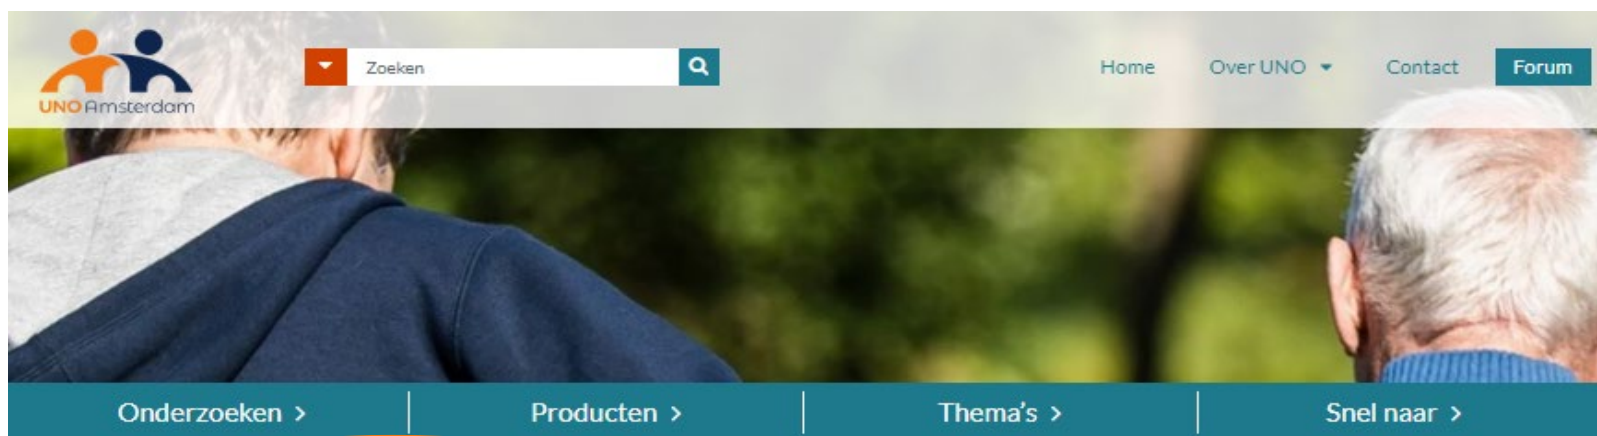 UNO Amsterdam
Zoeken
Home Over UNO Contact Forum
Onderzoeken > Producten > Thema's > Snel naar >